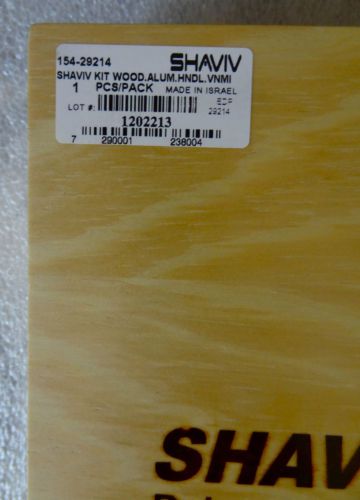 154-29214 SHAVIV
SHAVIV KIT WOOD.ALUM.HNDL.VNMI
1 PCS/PACK MADE IN ISRAEL
LOT #: EDP
29214
1202213
7 290001 238004
SHAV